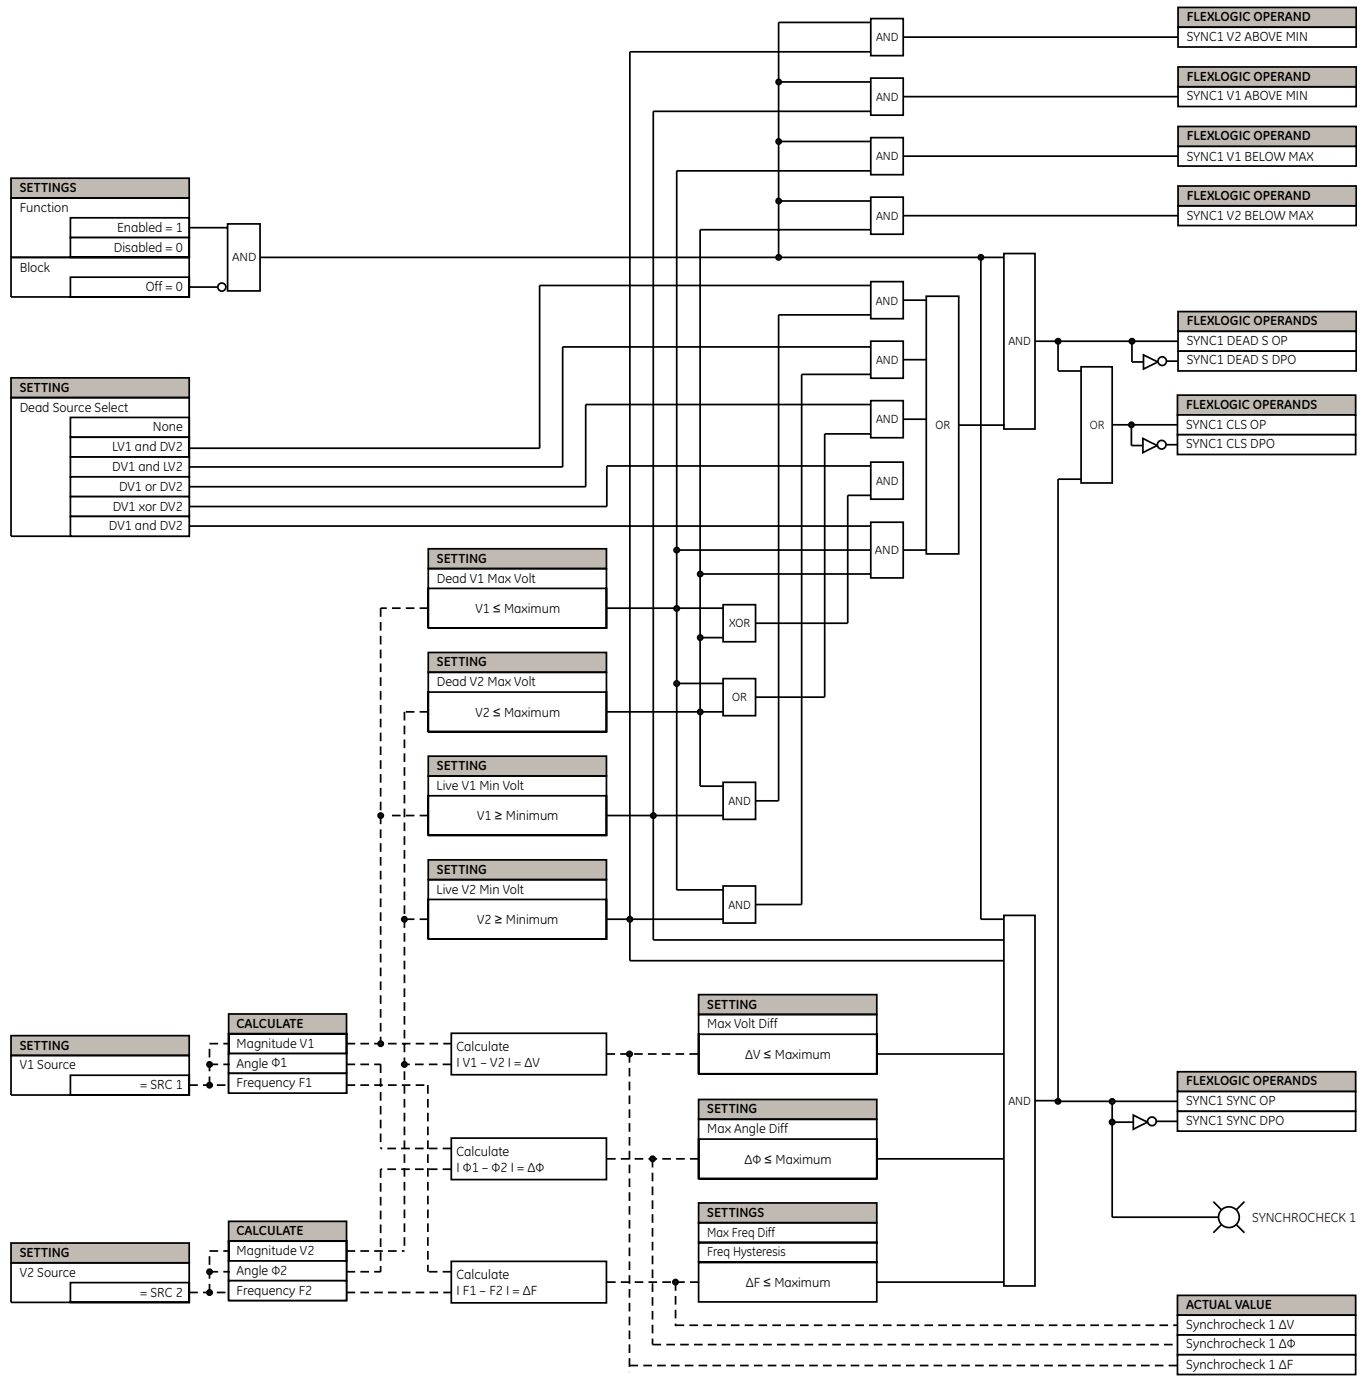 FLEXLOGIC OPERAND
SYNC1 V2 ABOVE MIN
AND
FLEXLOGIC OPERAND
SYNC1 V1 ABOVE MIN
AND
FLEXLOGIC OPERAND
SYNC1 V1 BELOW MAX
AND
FLEXLOGIC OPERAND
SYNC1 V2 BELOW MAX
AND
SETTINGS
Function
Enabled = 1
Disabled = 0
Block
Off = 0
AND
AND
AND
AND
AND
AND
OR
AND
FLEXLOGIC OPERANDS
SYNC1 DEAD S OP
SYNC1 DEAD S DPO
OR
FLEXLOGIC OPERANDS
SYNC1 CLS OP
SYNC1 CLS DPO
SETTING
Dead Source Select
None
LV1 and DV2
DV1 and LV2
DV1 or DV2
DV1 xor DV2
DV1 and DV2
SETTING
Dead V1 Max Volt
V1 ≤ Maximum
XOR
SETTING
Dead V2 Max Volt
V2 ≤ Maximum
OR
SETTING
Live V1 Min Volt
V1 ≥ Minimum
AND
SETTING
Live V2 Min Volt
V2 ≥ Minimum
AND
SETTING
V1 Source
= SRC 1
CALCULATE
Magnitude V1
Angle Φ1
Frequency F1
Calculate
I V1 – V2 I = ΔV
SETTING
Max Volt Diff
ΔV ≤ Maximum
Calculate
I Φ1 – Φ2 I = ΔΦ
SETTING
Max Angle Diff
ΔΦ ≤ Maximum
AND
FLEXLOGIC OPERANDS
SYNC1 SYNC OP
SYNC1 SYNC DPO
SYNCHROCHECK 1
SETTING
V2 Source
= SRC 2
CALCULATE
Magnitude V2
Angle Φ2
Frequency F2
Calculate
I F1 – F2 I = ΔF
SETTINGS
Max Freq Diff
Freq Hysteresis
ΔF ≤ Maximum
ACTUAL VALUE
Synchrocheck 1 ΔV
Synchrocheck 1 ΔΦ
Synchrocheck 1 ΔF